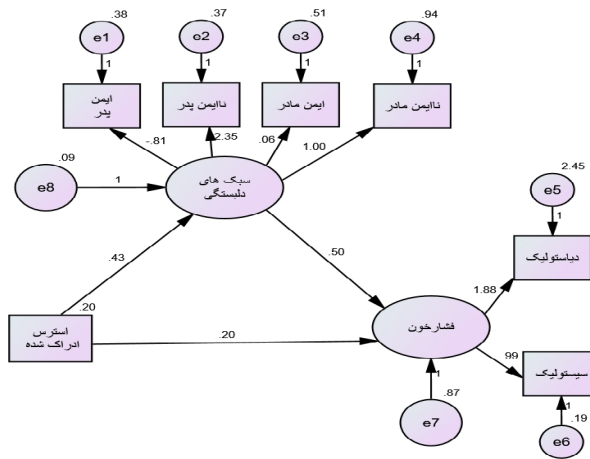 .38
.37
.51
.94
e1
e2
e3
e4
1
1
1
1
ایمن
پدر
ناایمن پدر
ایمن مادر
ناایمن مادر
-.81
2.35
.06
1.00
.09
e8
1
سبک های
دلبستگی
2.45
e5
1
.43
.50
دیاستولیک
1.88
.20
استرس
ادراک شده
.20
فشارخون
.99
سیستولیک
1
.87
e7
1
.19
e6